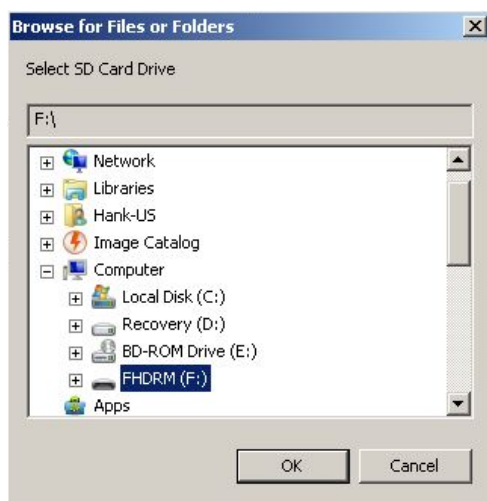 Browse for Files or Folders
Select SD Card Drive
F:\
Network
Libraries
Hank-US
Image Catalog
Computer
Local Disk (C:)
Recovery (D:)
BD-ROM Drive (E:)
FHDRM (F:)
Apps
OK Cancel